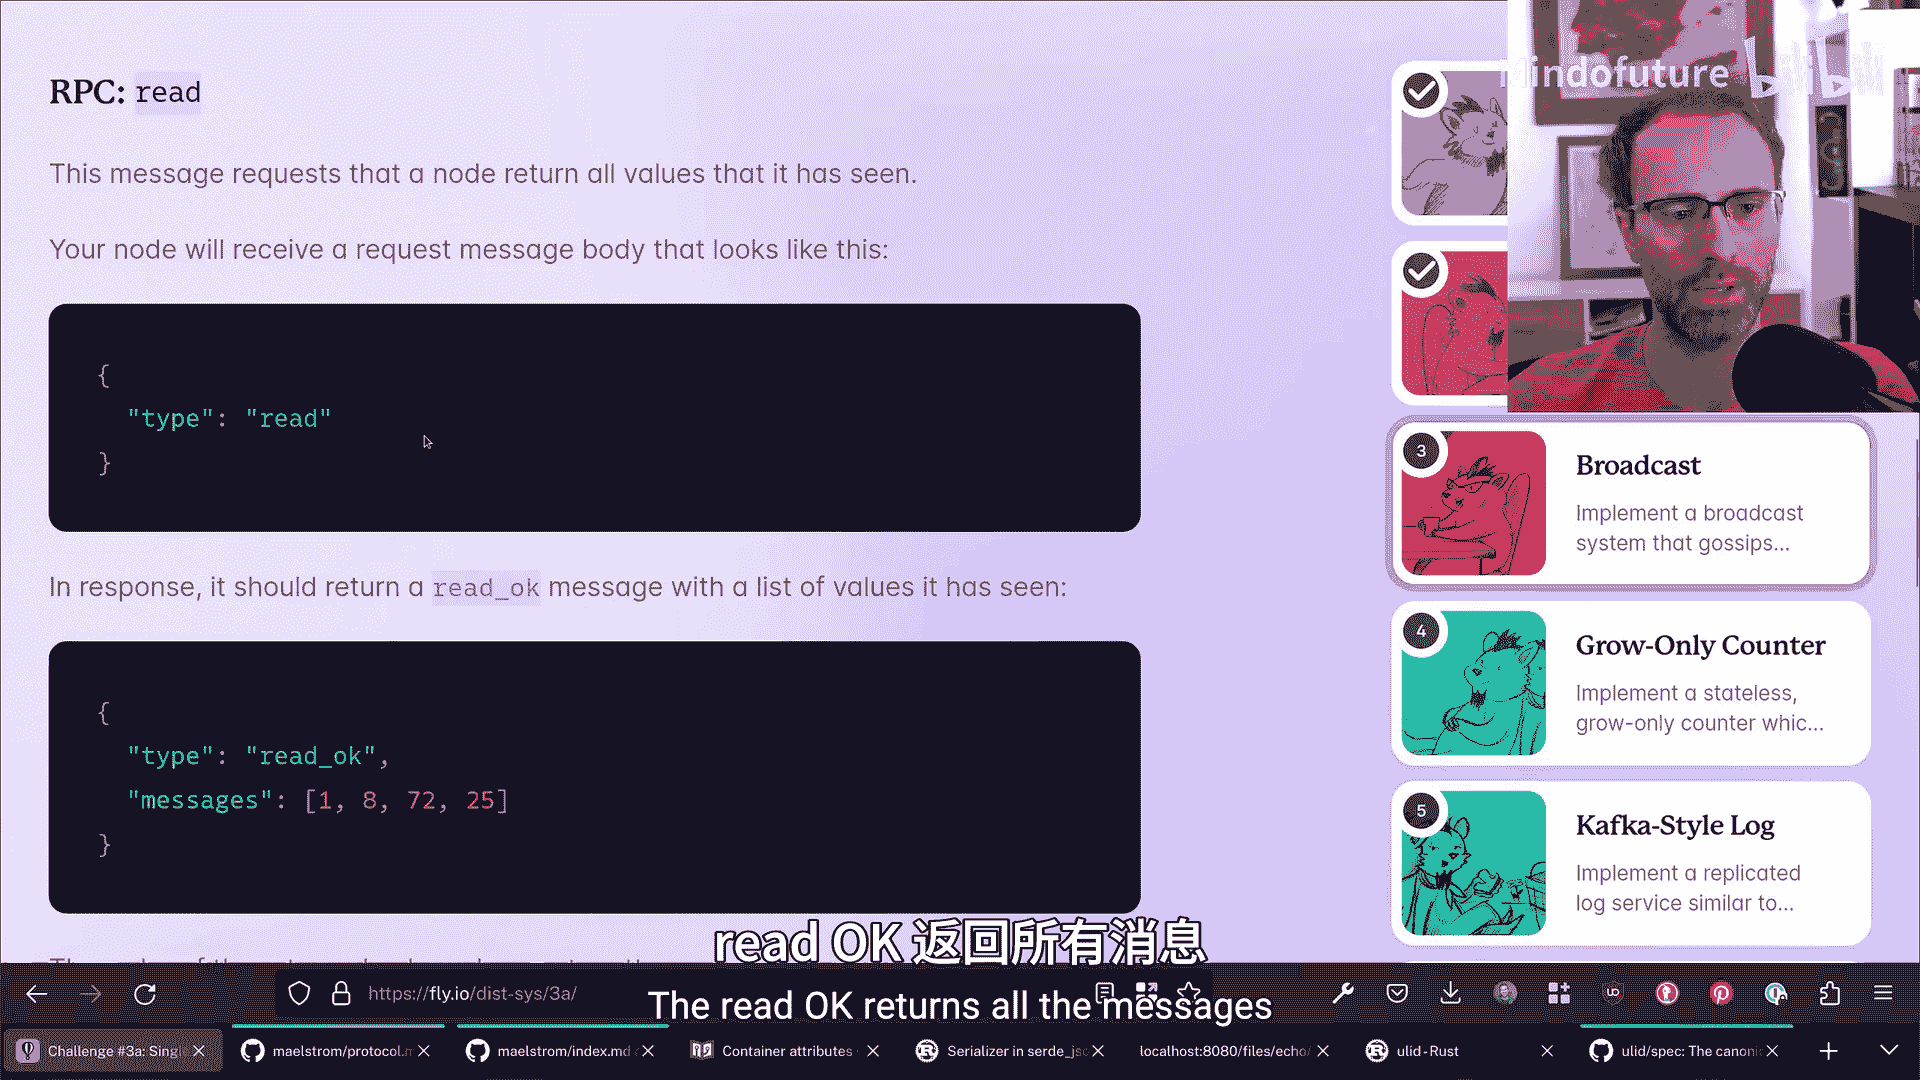 RPC: read
This message requests that a node return all values that it has seen.
Your node will receive a request message body that looks like this:
{
"type": "read"
}
In response, it should return a read_ok message with a list of values it has seen:
{
"type": "read_ok",
"messages": [1, 8, 72, 25]
}
Mindofuture bilibili
3
Broadcast
Implement a broadcast
system that gossips...
4
Grow-Only Counter
Implement a stateless,
grow-only counter whic...
5
Kafka-Style Log
Implement a replicated
log service similar to...
read OK 返回所有消息
The read OK returns all the messages
https://fly.io/dist-sys/3a/
Challenge #3a: Singl
maelstrom/protocol.m
maelstrom/index.md
Container attributes
Serializer in serde_jso
localhost:8080/files/echo/
ulid - Rust
ulid/spec: The canoni